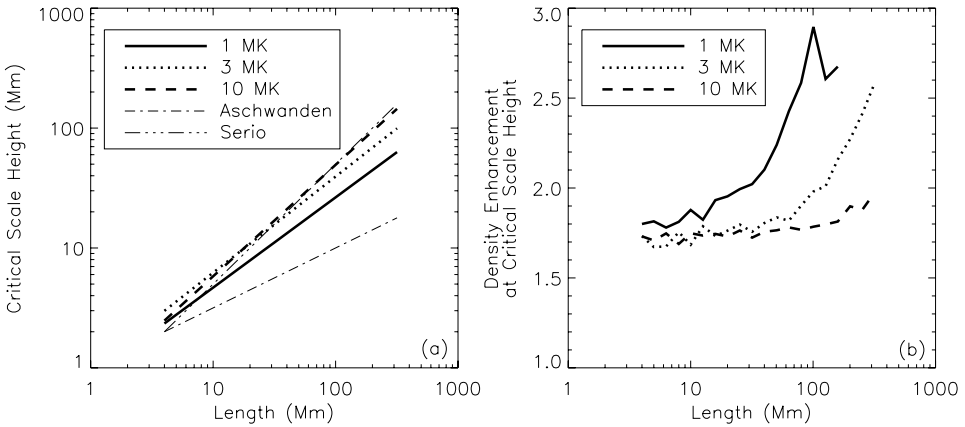 Critical Scale Height (Mm)
1000
100
10
1
1 MK
3 MK
10 MK
Aschwanden
Serio
(a)
1
10
100
1000
Length (Mm)
Density Enhancement
at Critical Scale Height
3.0
2.5
2.0
1.5
1.0
1 MK
3 MK
10 MK
(b)
1
10
100
1000
Length (Mm)